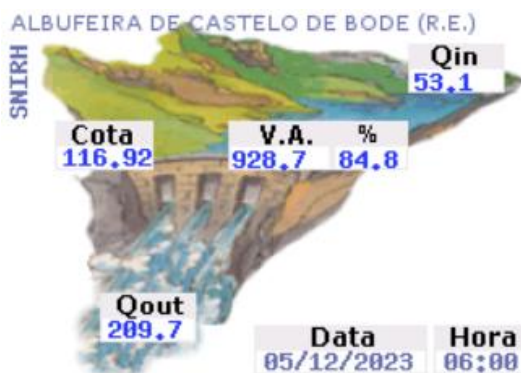 ALBUFEIRA DE CASTELO DE BODE (R.E.)
SNIRH
Qin
53.1
Cota
116.92
V.A. %
928.7 84.8
Qout
209.7
Data Hora
05/12/2023 06:00